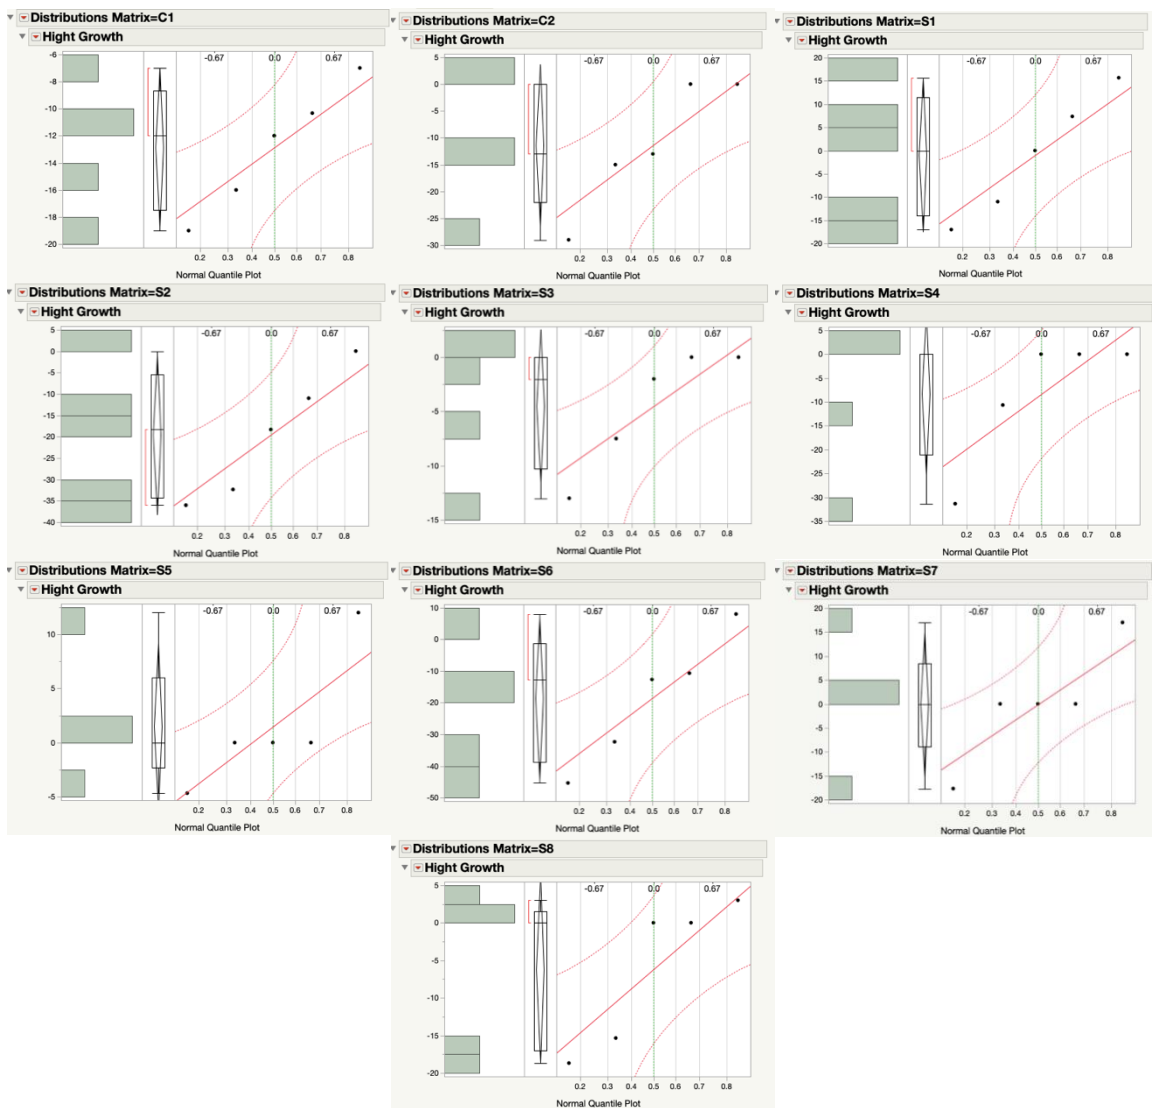 Distributions Matrix=C1
Hight Growth
-0.67 0.0 0.67
-6
-8
-10
-12
-14
-16
-18
-20
0.2 0.3 0.4 0.5 0.6 0.7 0.8
Normal Quantile Plot
Distributions Matrix=C2
Hight Growth
-0.67 0.0 0.67
5
0
-5
-10
-15
-20
-25
-30
0.2 0.3 0.4 0.5 0.6 0.7 0.8
Normal Quantile Plot
Distributions Matrix=S1
Hight Growth
-0.67 0.0 0.67
20
15
10
5
0
-5
-10
-15
-20
0.2 0.3 0.4 0.5 0.6 0.7 0.8
Normal Quantile Plot
Distributions Matrix=S2
Hight Growth
-0.67 0.0 0.67
5
0
-5
-10
-15
-20
-25
-30
-35
-40
0.2 0.3 0.4 0.5 0.6 0.7 0.8
Normal Quantile Plot
Distributions Matrix=S3
Hight Growth
-0.67 0.0 0.67
0
-5
-10
-15
0.2 0.3 0.4 0.5 0.6 0.7 0.8
Normal Quantile Plot
Distributions Matrix=S4
Hight Growth
-0.67 0.0 0.67
5
0
-5
-10
-15
-20
-25
-30
-35
0.2 0.3 0.4 0.5 0.6 0.7 0.8
Normal Quantile Plot
Distributions Matrix=S5
Hight Growth
-0.67 0.0 0.67
10
5
0
-5
0.2 0.3 0.4 0.5 0.6 0.7 0.8
Normal Quantile Plot
Distributions Matrix=S6
Hight Growth
-0.67 0.0 0.67
10
0
-10
-20
-30
-40
-50
0.2 0.3 0.4 0.5 0.6 0.7 0.8
Normal Quantile Plot
Distributions Matrix=S7
Hight Growth
-0.67 0.0 0.67
20
15
10
5
0
-5
-10
-15
-20
0.2 0.3 0.4 0.5 0.6 0.7 0.8
Normal Quantile Plot
Distributions Matrix=S8
Hight Growth
-0.67 0.0 0.67
5
0
-5
-10
-15
-20
0.2 0.3 0.4 0.5 0.6 0.7 0.8
Normal Quantile Plot